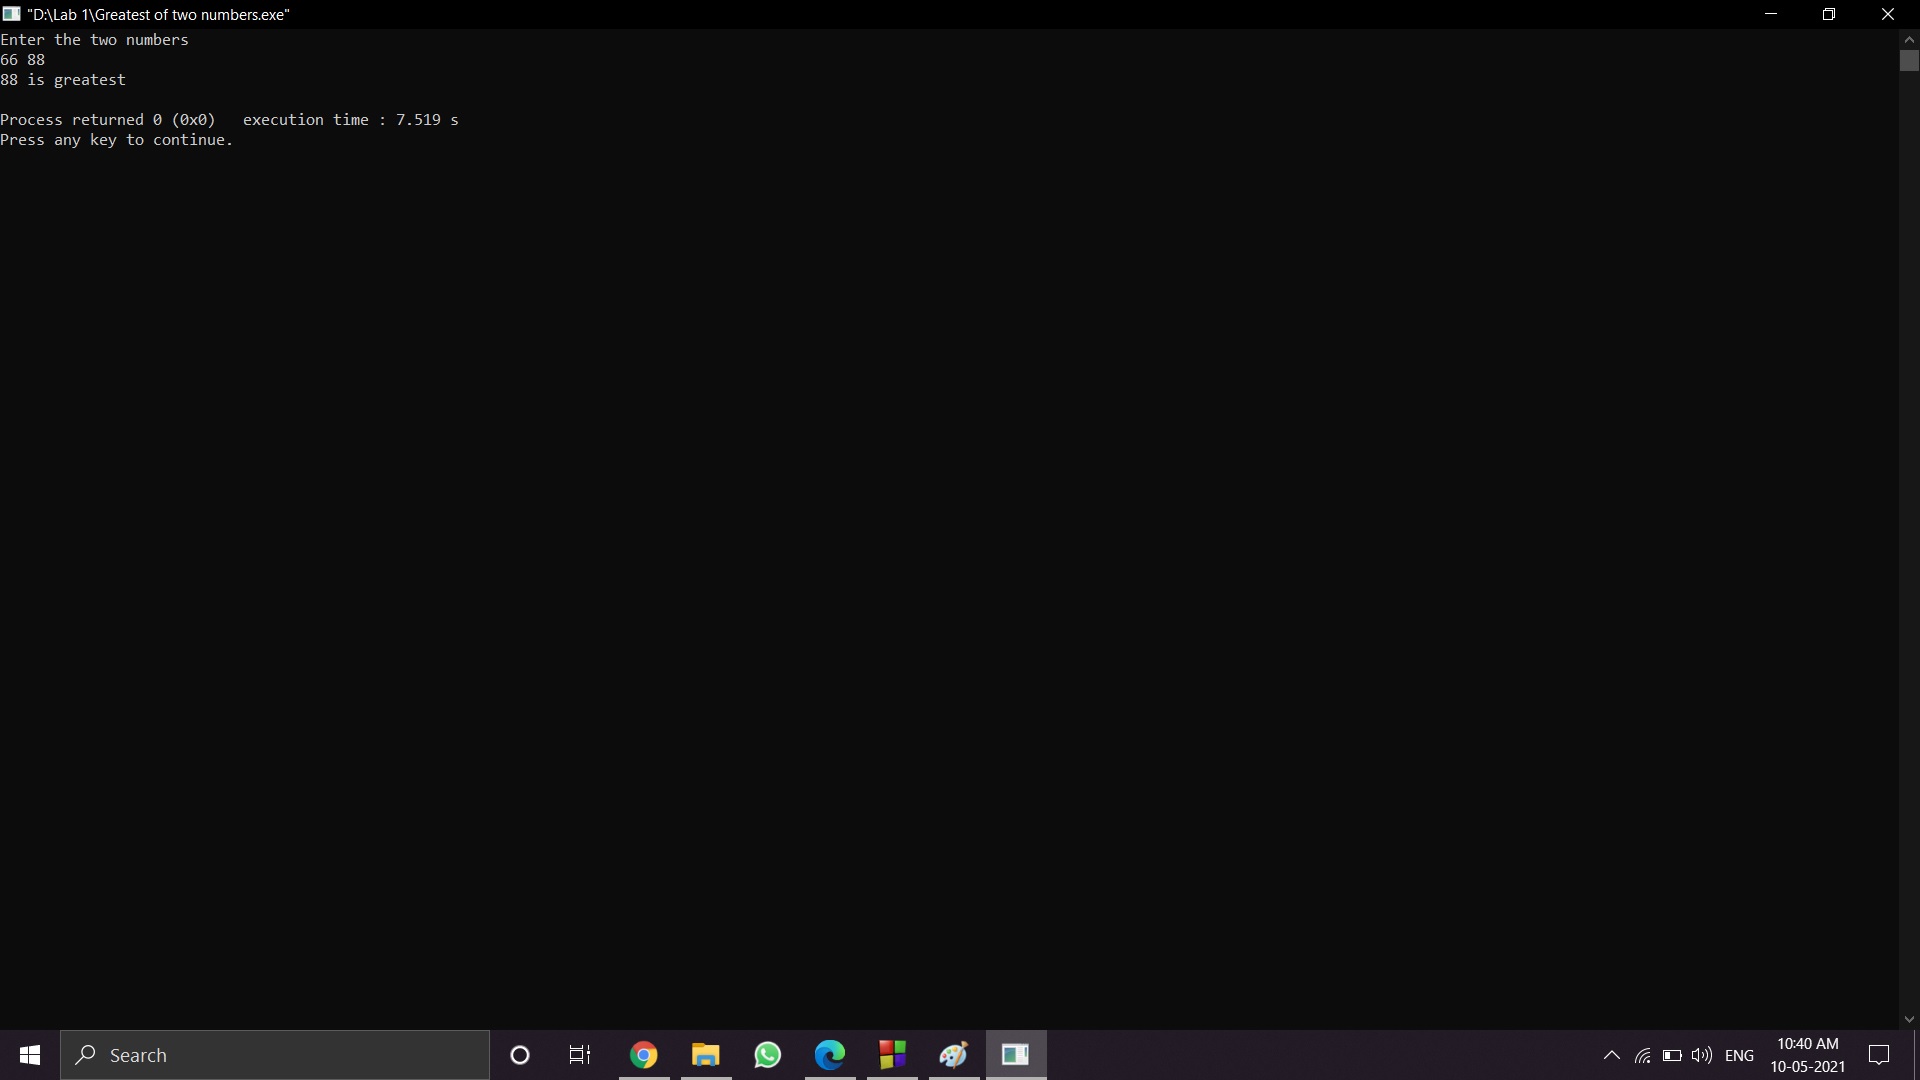 "D:\Lab 1\Greatest of two numbers.exe"
Enter the two numbers
66 88
88 is greatest
Process returned 0 (0x0)   execution time : 7.519 s
Press any key to continue.
Search
ENG
10:40 AM
10-05-2021